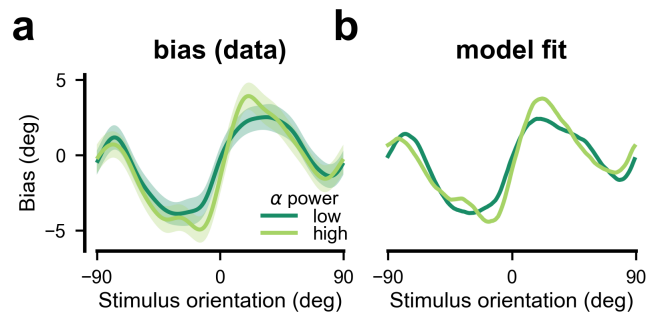 a
bias (data)
5
0
−5
Bias (deg)
α power
low
high
−90
0
90
Stimulus orientation (deg)
b
model fit
−90
0
90
Stimulus orientation (deg)